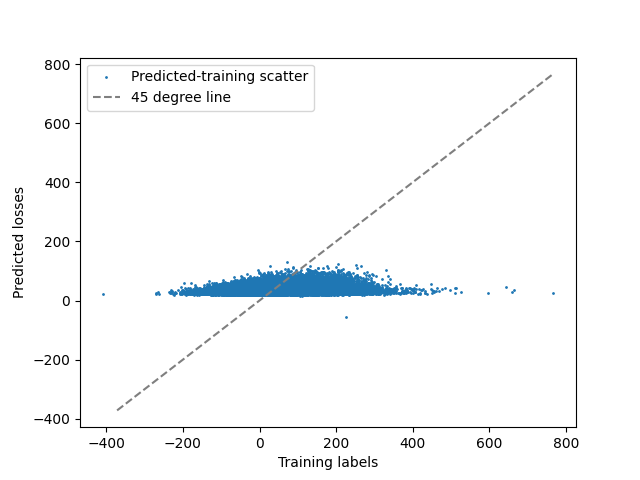 800
600
400
200
0
−200
−400
Predicted losses
Predicted-training scatter
45 degree line
−400 −200 0 200 400 600 800
Training labels